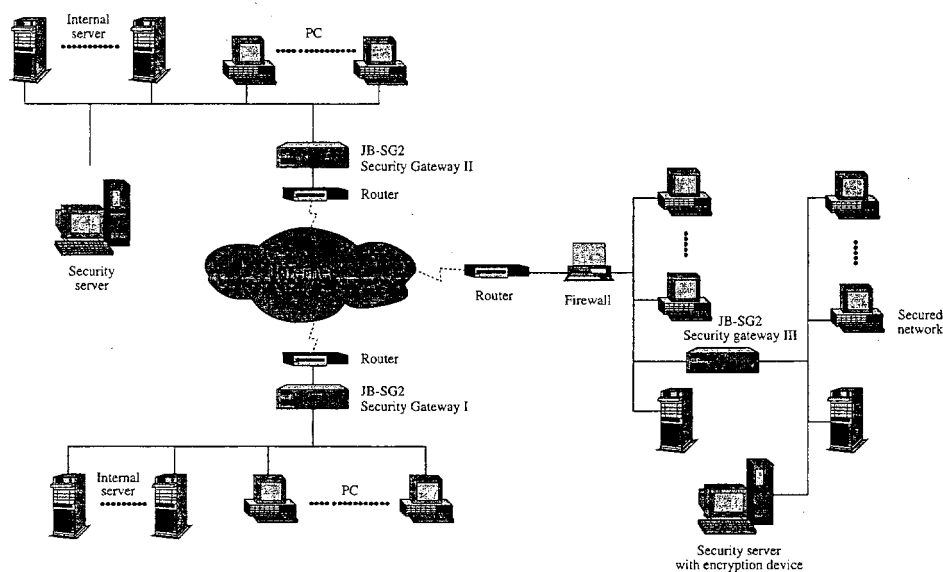 Internal
server
PC
JB-SG2
Security Gateway II
Router
Security
server
Router
Firewall
JB-SG2
Security gateway III
Secured
network
Router
JB-SG2
Security Gateway I
Internal
server
PC
Security server
with encryption device